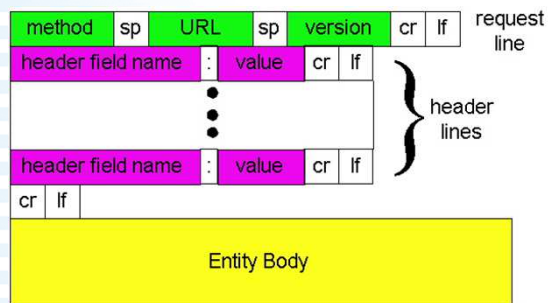 method sp URL sp version cr lf request line
header field name : value cr lf
header lines
header field name : value cr lf
cr lf
Entity Body